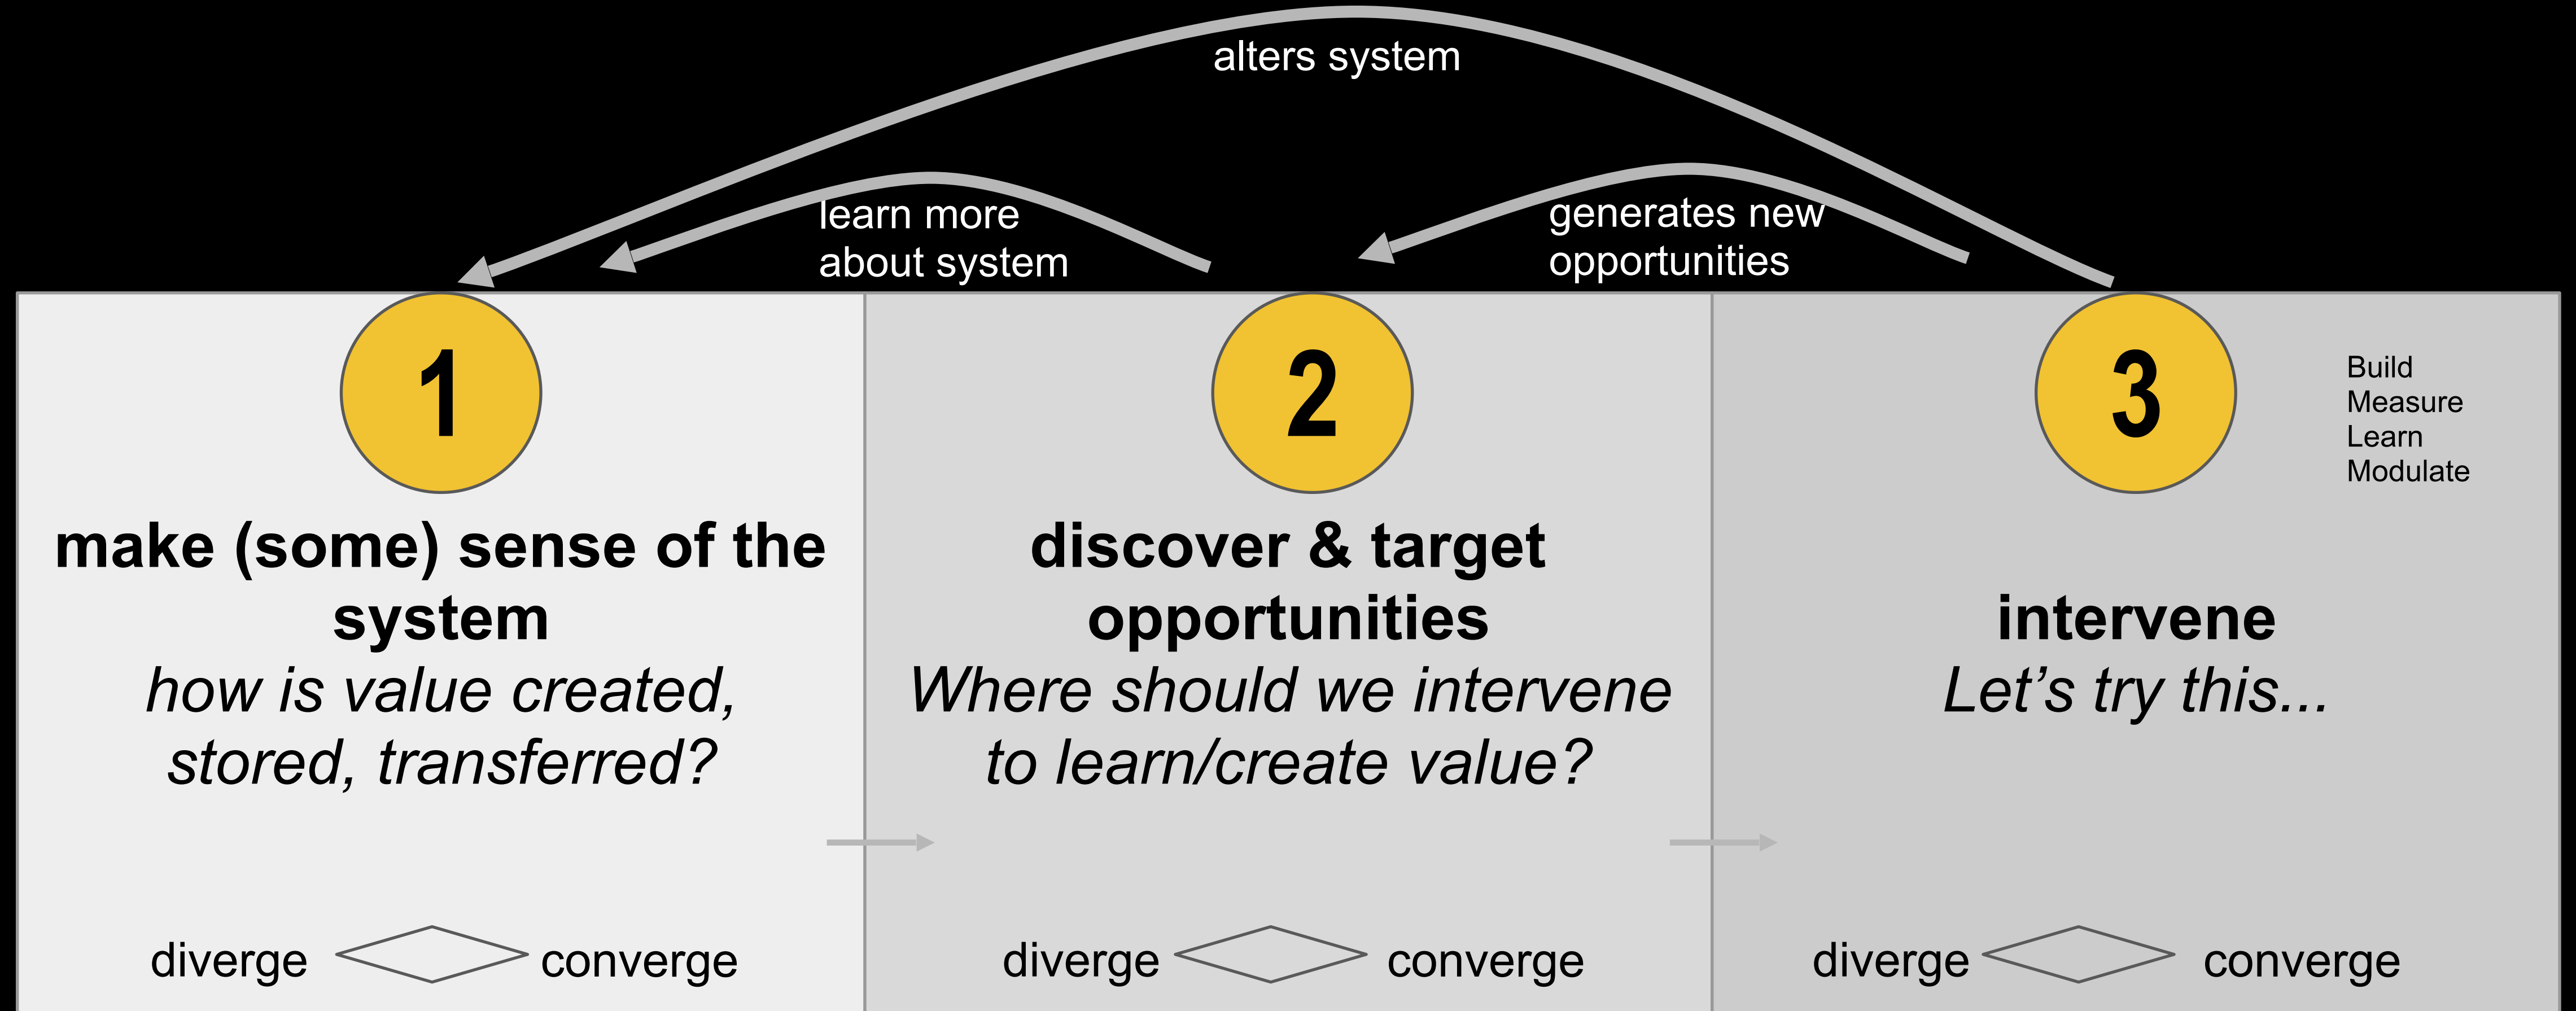 alters system
learn more
about system
generates new
opportunities
1
make (some) sense of the
system
how is value created,
stored, transferred?
diverge
converge
2
discover & target
opportunities
Where should we intervene
to learn/create value?
diverge
converge
3
Build
Measure
Learn
Modulate
intervene
Let’s try this...
diverge
converge